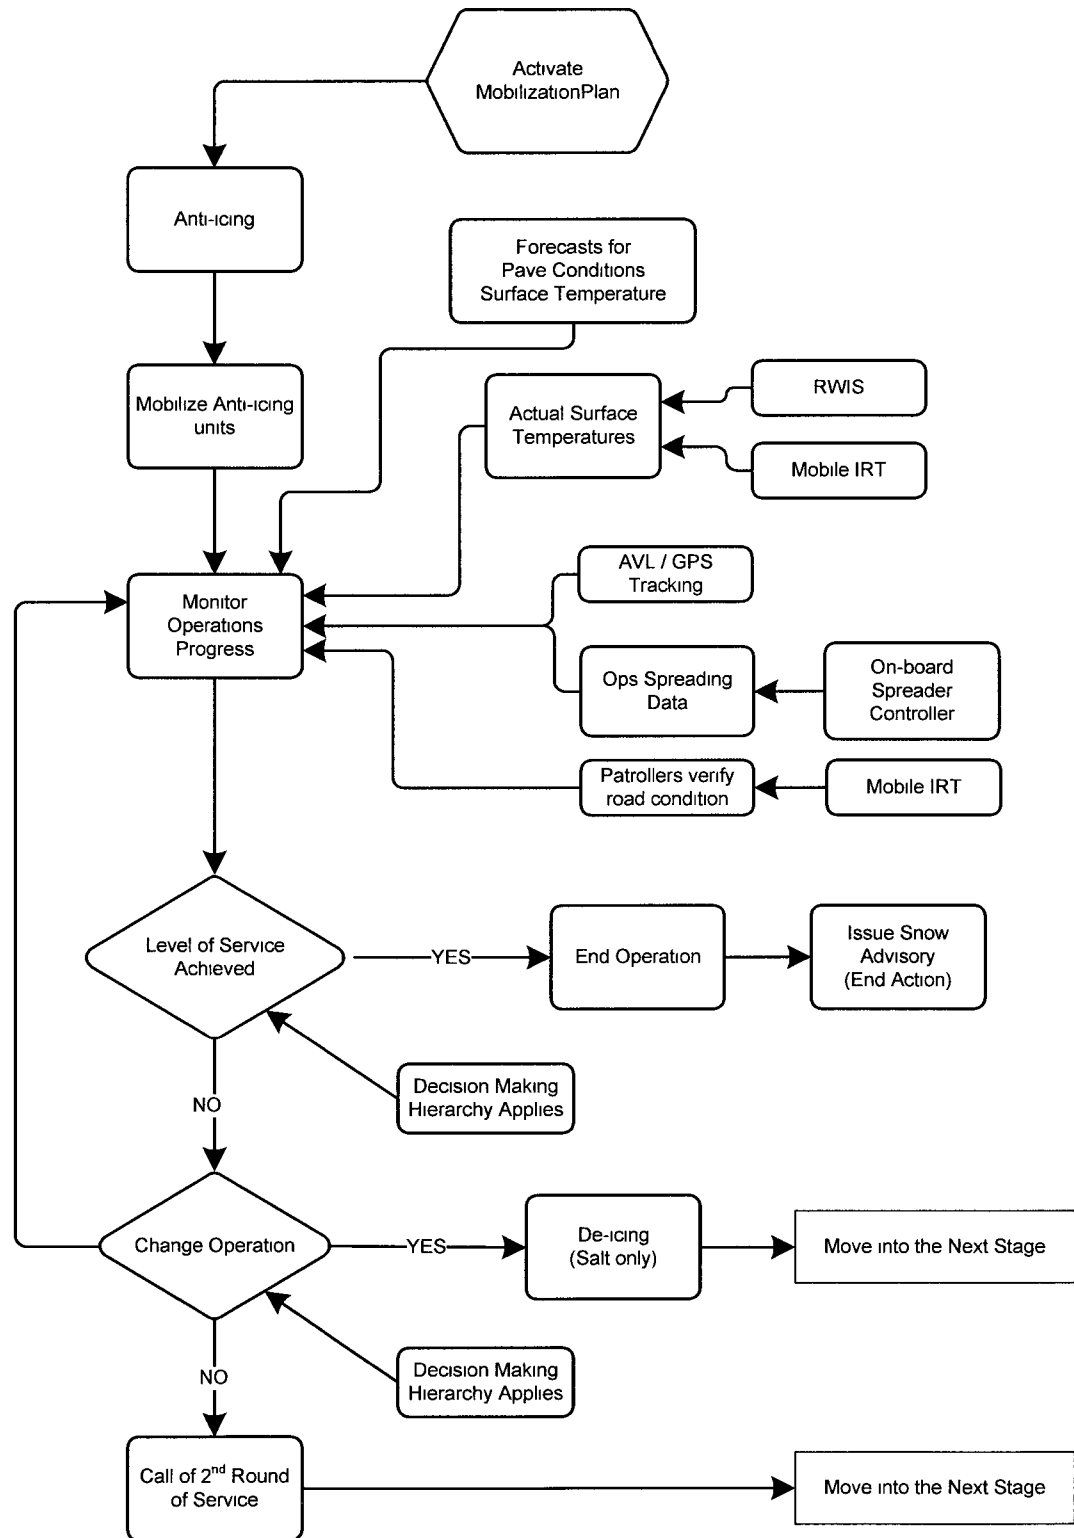 Activate
MobilizationPlan
Anti-icing
Forecasts for
Pave Conditions
Surface Temperature
Mobilize Anti-icing
units
Actual Surface
Temperatures
RWIS
Mobile IRT
Monitor
Operations
Progress
AVL / GPS
Tracking
Ops Spreading
Data
On-board
Spreader
Controller
Patrollers verify
road condition
Mobile IRT
Level of Service
Achieved
YES
End Operation
Issue Snow
Advisory
(End Action)
Decision Making
Hierarchy Applies
NO
Change Operation
YES
De-icing
(Salt only)
Move into the Next Stage
Decision Making
Hierarchy Applies
NO
Call of 2nd Round
of Service
Move into the Next Stage